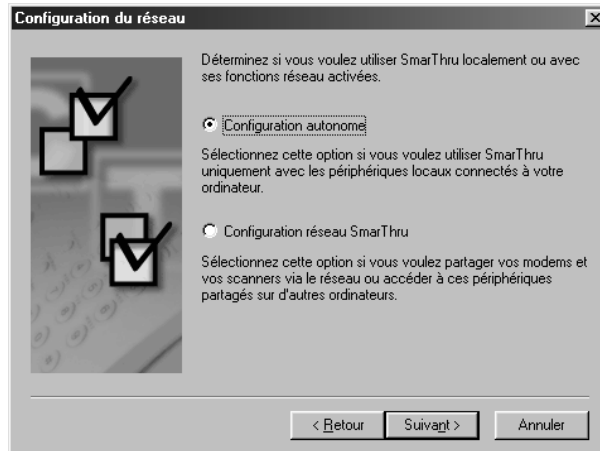 Configuration du réseau
Déterminez si vous voulez utiliser SmarThru localement ou avec
ses fonctions réseau activées.
Configuration autonome
Sélectionnez cette option si vous voulez utiliser SmarThru
uniquement avec les périphériques locaux connectés à votre
ordinateur.
Configuration réseau SmarThru
Sélectionnez cette option si vous voulez partager vos modems et
vos scanners via le réseau ou accéder à ces périphériques
partagés sur d'autres ordinateurs.
< Retour Suivant > Annuler